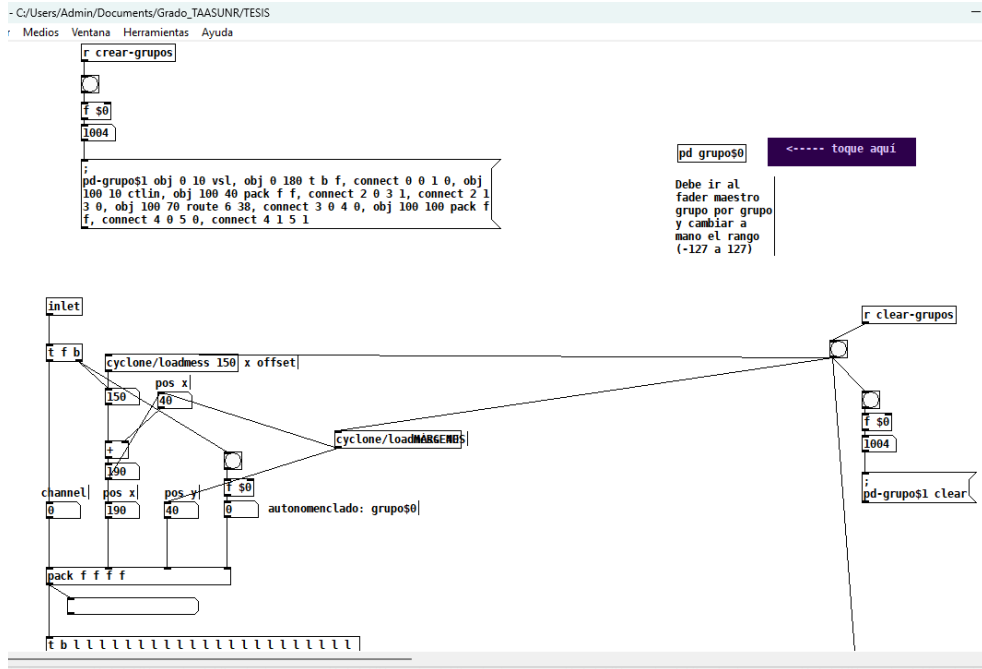 - C:/Users/Admin/Documents/Grado_TAASUNR/TESIS
Medios Ventana Herramientas Ayuda
r crear-grupos
f $0
1004
;
pd-grupo$1 obj 0 10 vsl, obj 0 180 t b f, connect 0 0 1 0, obj
100 10 ctlin, obj 100 40 pack f f, connect 2 0 3 1, connect 2 1
3 0, obj 100 70 route 6 38, connect 3 0 4 0, obj 100 100 pack f
f, connect 4 0 5 0, connect 4 1 5 1
pd grupo$0
<----- toque aquí
Debe ir al
fader maestro
grupo por grupo
y cambiar a
mano el rango
(-127 a 127)
inlet
r clear-grupos
t f b
cyclone/loadmess 150
x offset
pos x
150
40
+
190
f $0
1004
;
pd-grupo$1 clear
f $0
channel
pos x
pos y
0
190
40
0
autonomenclado: grupo$0
pack f f f f
t b l l l l l l l l l l l l l l l l l l l l l l